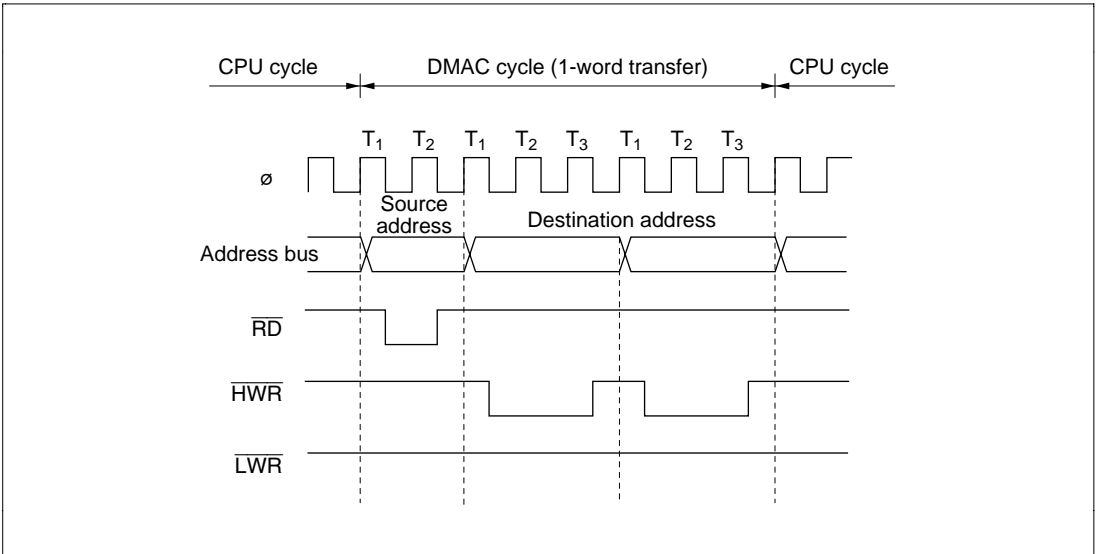 CPU cycle DMAC cycle (1-word transfer) CPU cycle
T1 T2 T1 T2 T3 T1 T2 T3
ø
Source
address
Destination address
Address bus
RD
HWR
LWR